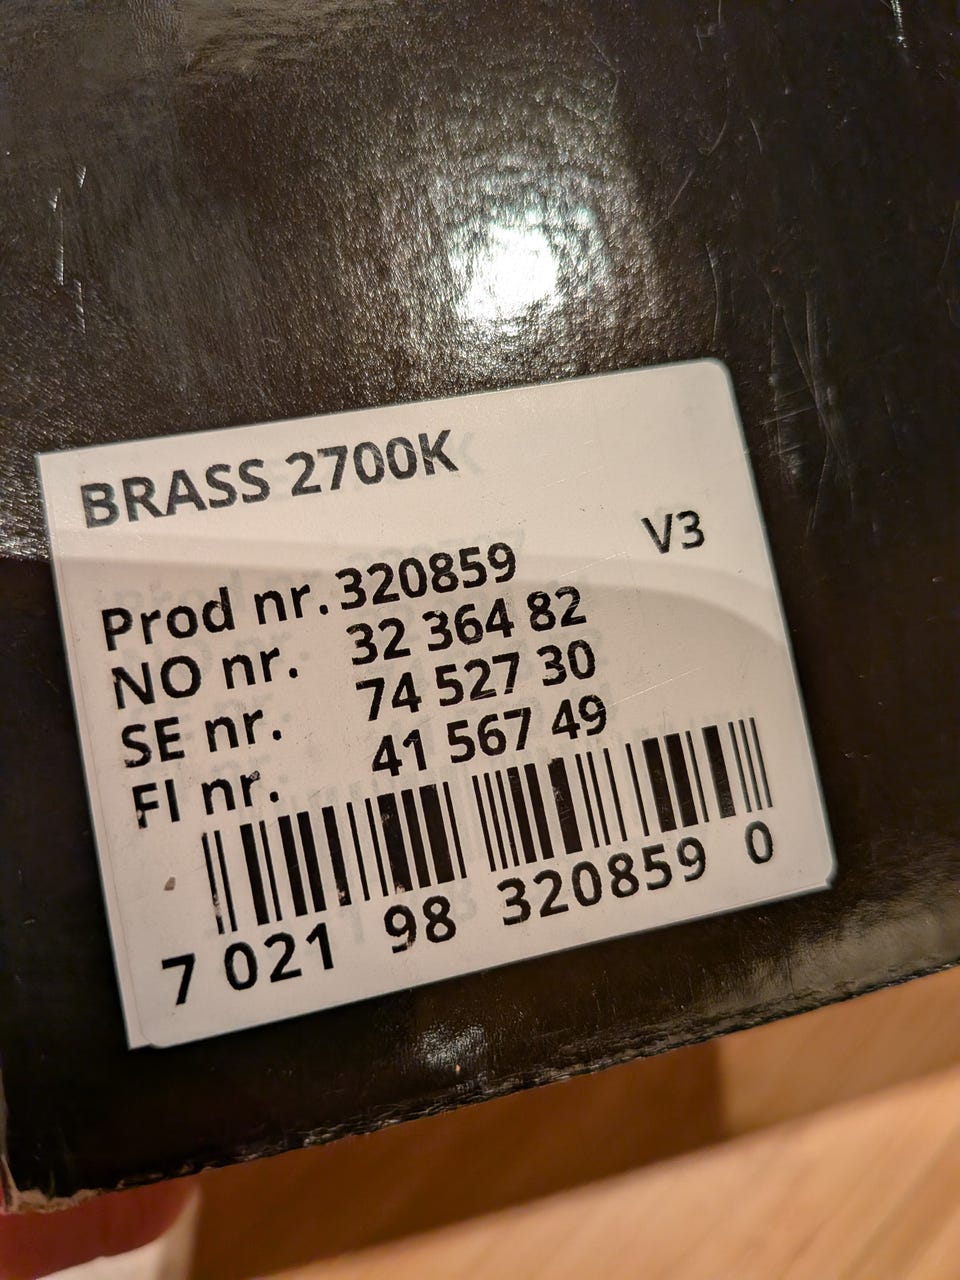 BRASS 2700K
V3
Prod nr. 320859
NO nr. 32 364 82
SE nr. 74 527 30
FI nr. 41 567 49
7 021 98 320859 0